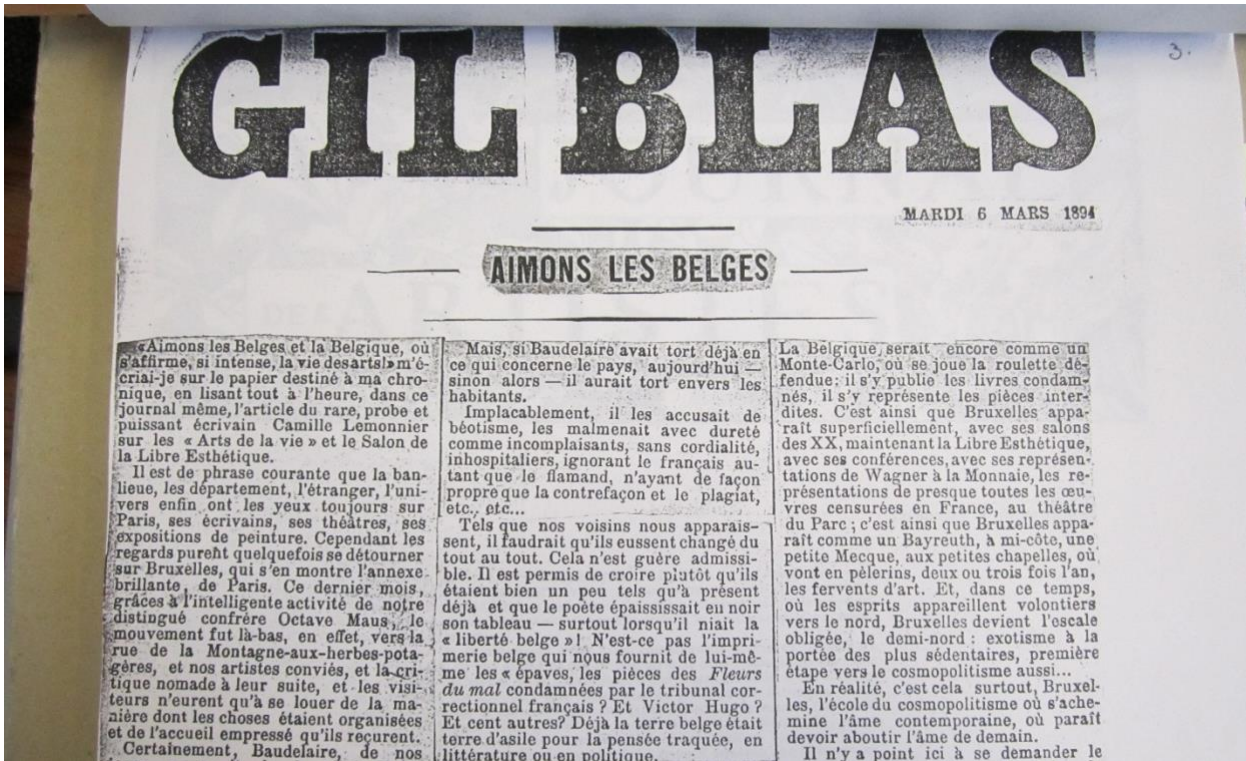 GIL BLAS
3.
MARDI 6 MARS 1894
AIMONS LES BELGES
«Aimons les Belges et la Belgique, où
s'affirme, si intense, la vie des arts!» m'é-
criai-je sur le papier destiné à ma chro-
nique, en lisant tout à l'heure, dans ce
journal même, l'article du rare, probe et
puissant écrivain Camille Lemonnier
sur les « Arts de la vie » et le Salon de
la Libre Esthétique.
Il est de phrase courante que la ban-
lieue, les département, l'étranger, l'uni-
vers enfin ont les yeux toujours sur
Paris, ses écrivains, ses théâtres, ses
expositions de peinture. Cependant les
regards purent quelquefois se détourner
sur Bruxelles, qui s'en montre l'annexe
brillante, de Paris. Ce dernier mois,
grâces à l'intelligente activité de notre
distingué confrère Octave Maus, le
mouvement fut là-bas, en effet, vers la
rue de la Montagne-aux-herbes-pota-
gères, et nos artistes conviés, et la cri-
tique nomade à leur suite, et les visi-
teurs n'eurent qu'à se louer de la ma-
nière dont les choses étaient organisées
et de l'accueil empressé qu'ils reçurent.
Certainement, Baudelaire, de nos
Mais, si Baudelaire avait tort déjà en
ce qui concerne le pays, aujourd'hui —
sinon alors — il aurait tort envers les
habitants.
Implacablement, il les accusait de
béotisme, les malmenait avec dureté
comme incomplaisants, sans cordialité,
inhospitaliers, ignorant le français au-
tant que le flamand, n'ayant de façon
propre que la contrefaçon et le plagiat,
etc., etc...
Tels que nos voisins nous apparais-
sent, il faudrait qu'ils eussent changé du
tout au tout. Cela n'est guère admissi-
ble. Il est permis de croire plutôt qu'ils
étaient bien un peu tels qu'à présent
déjà et que le poète épaississait en noir
son tableau — surtout lorsqu'il niait la
« liberté belge »! N'est-ce pas l'impri-
merie belge qui nous fournit de lui-mê-
me les « épaves, les pièces des Fleurs
du mal condamnées par le tribunal cor-
rectionnel français ? Et Victor Hugo ?
Et cent autres? Déjà la terre belge était
terre d'asile pour la pensée traquée, en
littérature ou en politique.
La Belgique, serait encore comme un
Monte-Carlo, où se joue la roulette dé-
fendue; il s'y publie les livres condam-
nés, il s'y représente les pièces inter-
dites. C'est ainsi que Bruxelles appa-
raît superficiellement, avec ses salons
des XX, maintenant la Libre Esthétique,
avec ses conférences, avec ses représen-
tations de Wagner à la Monnaie, les re-
présentations de presque toutes les œu-
vres censurées en France, au théâtre
du Parc ; c'est ainsi que Bruxelles appa-
raît comme un Bayreuth, à mi-côte, une
petite Mecque, aux petites chapelles, où
vont en pèlerins, deux ou trois fois l'an,
les fervents d'art. Et, dans ce temps,
où les esprits appareillent volontiers
vers le nord, Bruxelles devient l'escale
obligée, le demi-nord : exotisme à la
portée des plus sédentaires, première
étape vers le cosmopolitisme aussi...
En réalité, c'est cela surtout, Bruxel-
les, l'école du cosmopolitisme où s'ache-
mine l'âme contemporaine, où paraît
devoir aboutir l'âme de demain.
Il n'y a point ici à se demander le